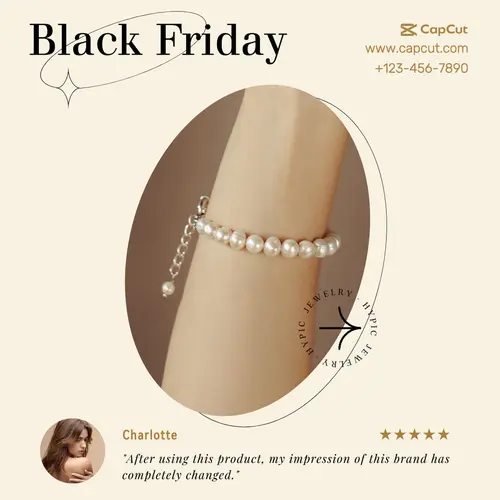 Black Friday
CapCut
www.capcut.com
+123-456-7890
HYPIC JEWELRY · HYPIC JEWELRY ·
Charlotte
"After using this product, my impression of this brand has
completely changed."